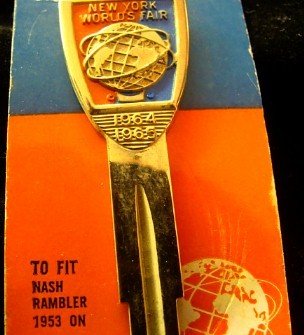 NEW YORK
WORLD'S FAIR
1964
1965
TO FIT
NASH
RAMBLER
1953 ON